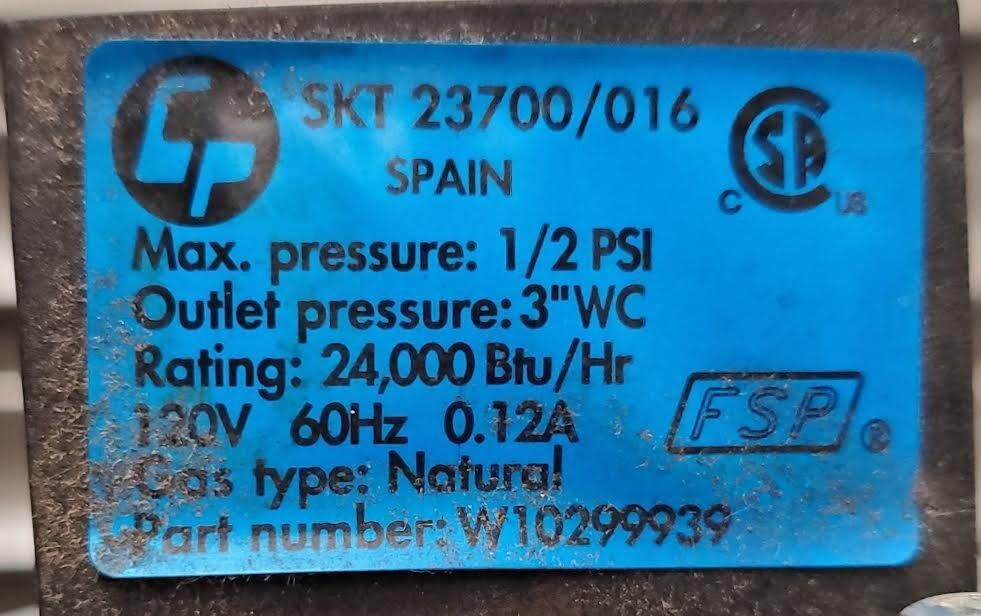 SKT 23700/016
SPAIN
C US
Max. pressure: 1/2 PSI
Outlet pressure: 3"WC
Rating: 24,000 Btu/Hr
120V 60Hz 0.12A
FSP®
Gas type: Natural
Part number: W10299939